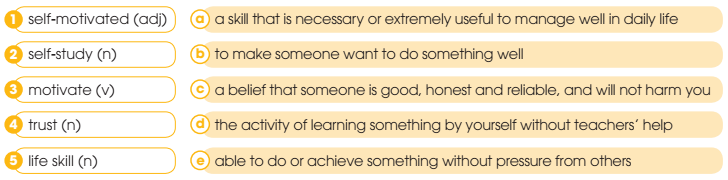 1 self-motivated (adj) a a skill that is necessary or extremely useful to manage well in daily life
2 self-study (n) b to make someone want to do something well
3 motivate (v) c a belief that someone is good, honest and reliable, and will not harm you
4 trust (n) d the activity of learning something by yourself without teachers' help
5 life skill (n) e able to do or achieve something without pressure from others